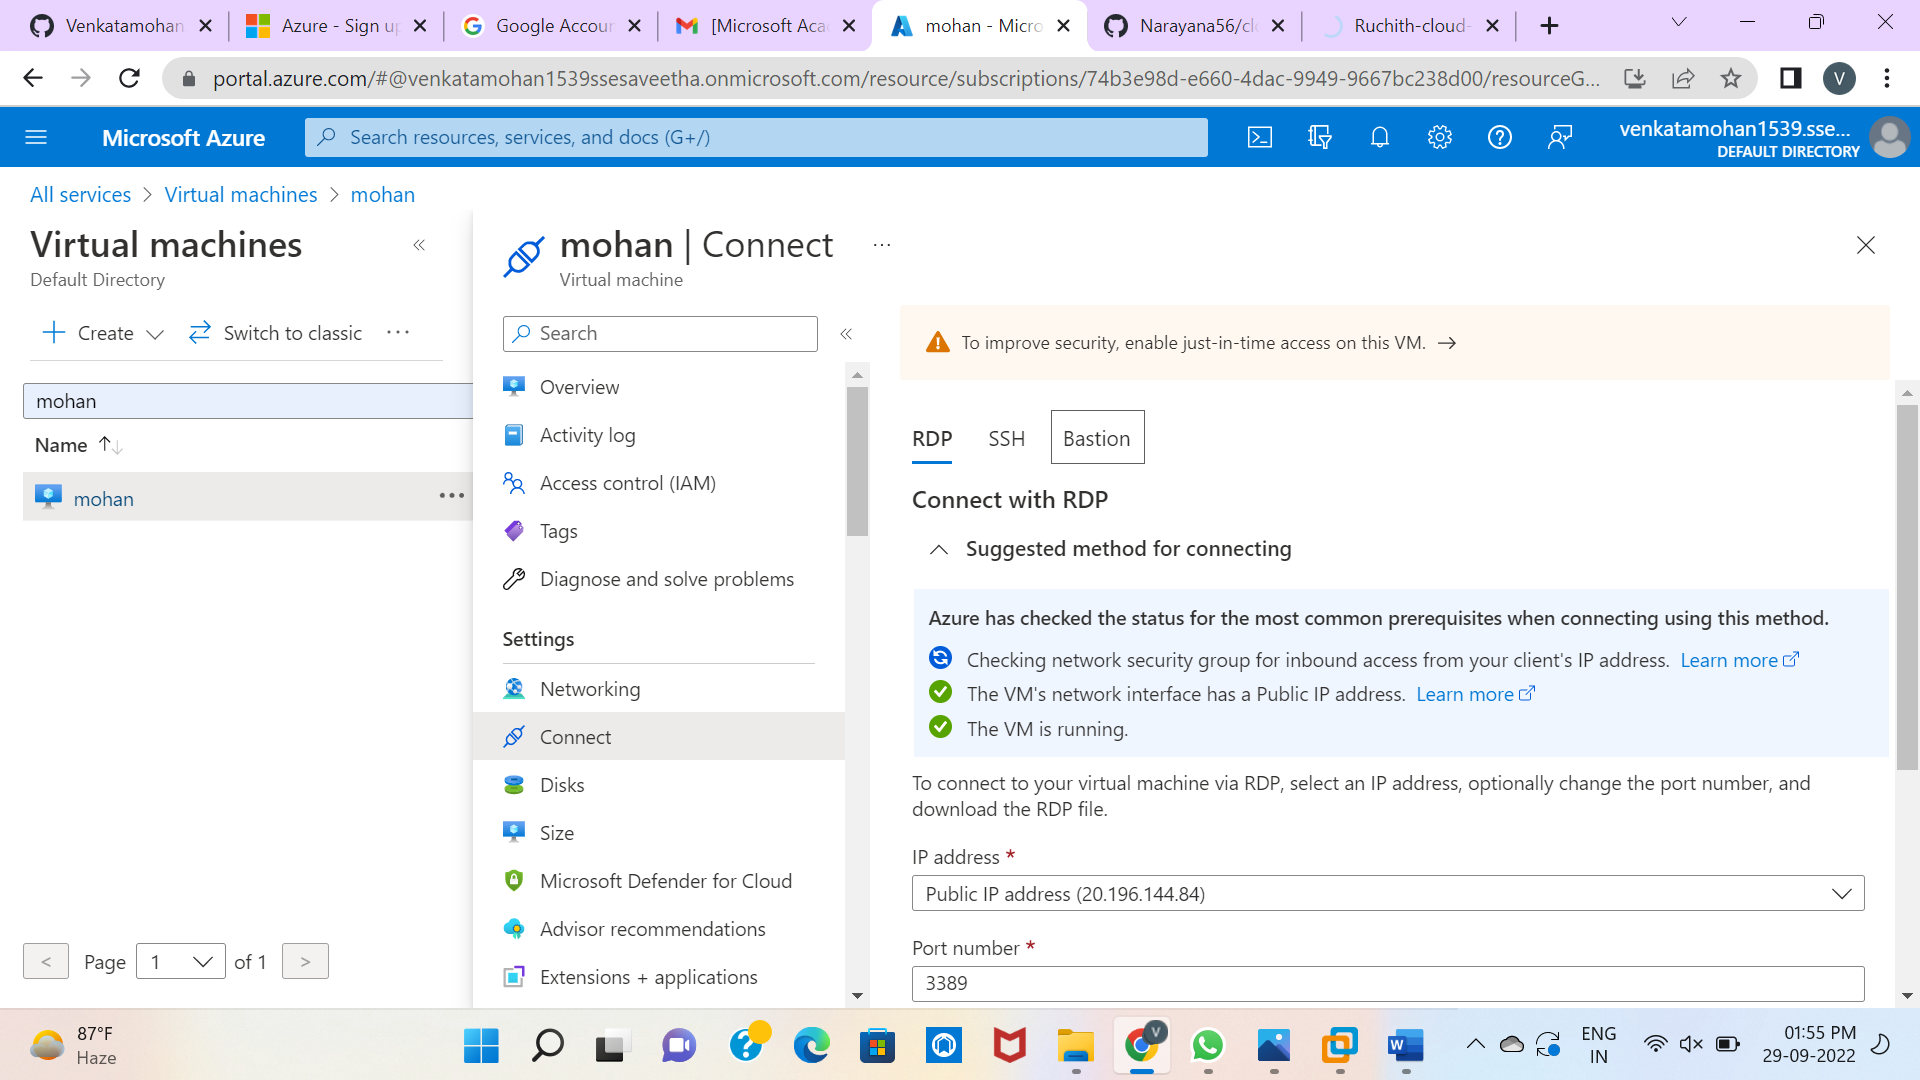 Venkatamohan
Azure - Sign up
Google Accoun
[Microsoft Aca
mohan - Micro
Narayana56/clo
Ruchith-cloud-
portal.azure.com/#@venkatamohan1539ssesaveetha.onmicrosoft.com/resource/subscriptions/74b3e98d-e660-4dac-9949-9667bc238d00/resourceG...
V
Microsoft Azure
Search resources, services, and docs (G+/)
venkatamohan1539.sse...
DEFAULT DIRECTORY
All services > Virtual machines > mohan
Virtual machines
Default Directory
Create
Switch to classic
mohan
Name
mohan
< Page 1 of 1 >
mohan | Connect
Virtual machine
Search
Overview
Activity log
Access control (IAM)
Tags
Diagnose and solve problems
Settings
Networking
Connect
Disks
Size
Microsoft Defender for Cloud
Advisor recommendations
Extensions + applications
To improve security, enable just-in-time access on this VM. →
RDP SSH Bastion
Connect with RDP
Suggested method for connecting
Azure has checked the status for the most common prerequisites when connecting using this method.
Checking network security group for inbound access from your client's IP address. Learn more
The VM's network interface has a Public IP address. Learn more
The VM is running.
To connect to your virtual machine via RDP, select an IP address, optionally change the port number, and
download the RDP file.
IP address *
Public IP address (20.196.144.84)
Port number *
3389
87°F
Haze
V
W
ENG
IN
01:55 PM
29-09-2022